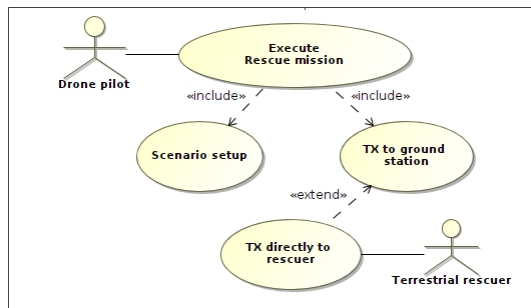 Execute
Rescue mission
Drone pilot
«include»
«include»
Scenario setup
TX to ground
station
«extend»
TX directly to
rescuer
Terrestrial rescuer